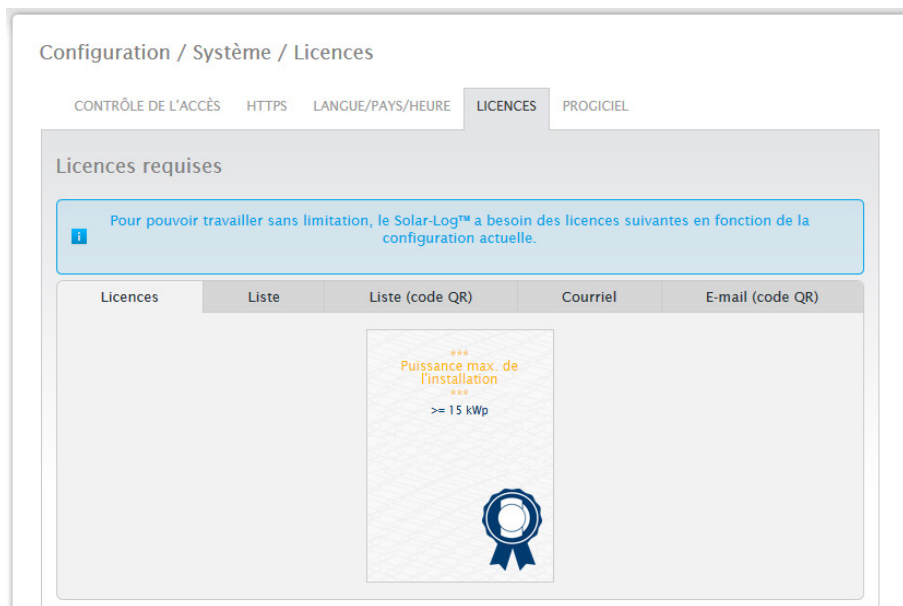 Configuration / Système / Licences
CONTRÔLE DE L'ACCÈS HTTPS LANGUE/PAYS/HEURE LICENCES PROGICIEL
Licences requises
Pour pouvoir travailler sans limitation, le Solar-Log™ a besoin des licences suivantes en fonction de la
configuration actuelle.
Licences Liste Liste (code QR) Courriel E-mail (code QR)
***
Puissance max. de
l'installation
***
>= 15 kWp